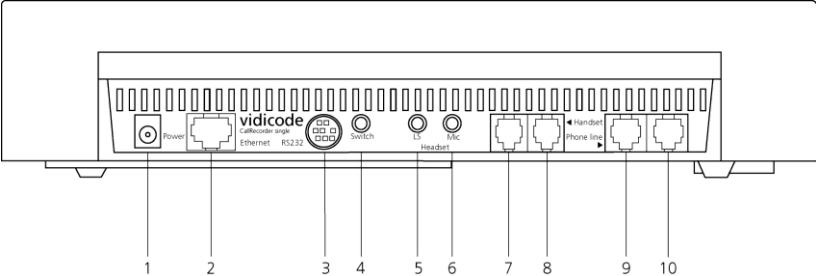 vidicode
CallRecorder single
Power
Ethernet RS232
Switch
LS
Mic
Headset
◀ Handset
Phone line
▶
1 2 3 4 5 6 7 8 9 10